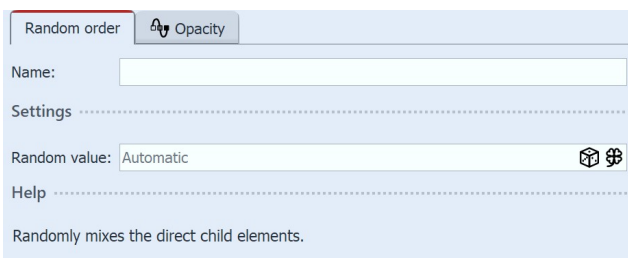 Random order
Opacity
Name:
Settings
Random value: Automatic
Help
Randomly mixes the direct child elements.